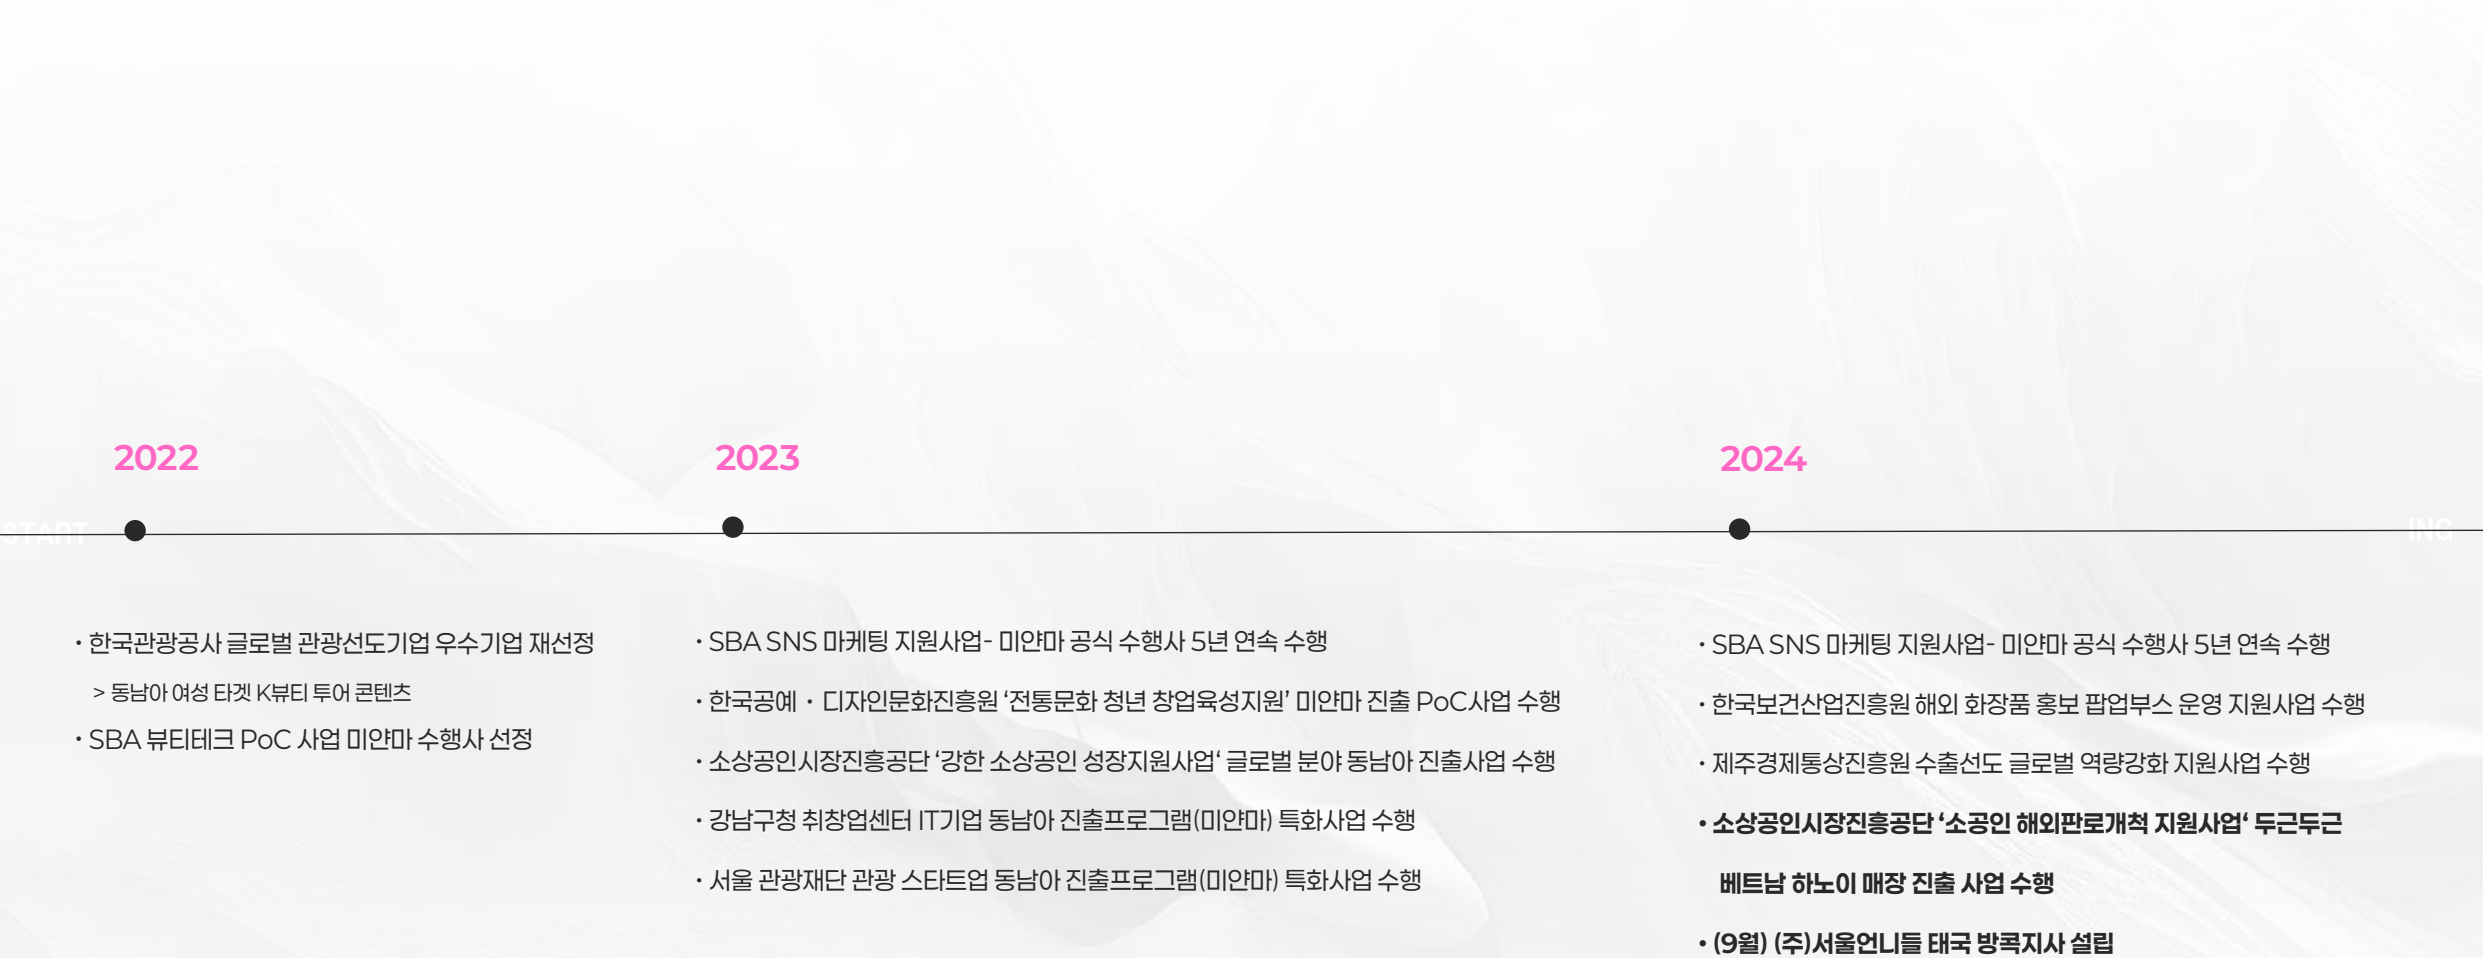 2022
2023
2024
START
ING
• 한국관광공사 글로벌 관광선도기업 우수기업 재선정
> 동남아 여성 타겟 K뷰티 투어 콘텐츠
• SBA 뷰티테크 PoC 사업 미얀마 수행사 선정
• SBA SNS 마케팅 지원사업- 미얀마 공식 수행사 5년 연속 수행
• 한국공예・디자인문화진흥원 ‘전통문화 청년 창업육성지원’ 미얀마 진출 PoC사업 수행
• 소상공인시장진흥공단 ‘강한 소상공인 성장지원사업‘ 글로벌 분야 동남아 진출사업 수행
• 강남구청 취창업센터 IT기업 동남아 진출프로그램(미얀마) 특화사업 수행
• 서울 관광재단 관광 스타트업 동남아 진출프로그램(미얀마) 특화사업 수행
• SBA SNS 마케팅 지원사업- 미얀마 공식 수행사 5년 연속 수행
• 한국보건산업진흥원 해외 화장품 홍보 팝업부스 운영 지원사업 수행
• 제주경제통상진흥원 수출선도 글로벌 역량강화 지원사업 수행
• 소상공인시장진흥공단 ‘소공인 해외판로개척 지원사업‘ 두근두근
베트남 하노이 매장 진출 사업 수행
• (9월) (주)서울언니들 태국 방콕지사 설립